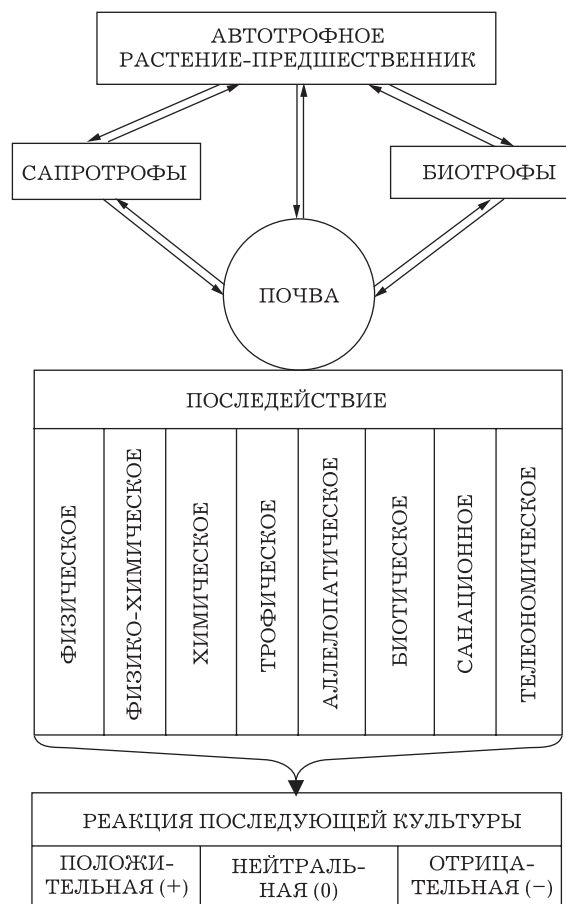 АВТОТРОФНОЕ
РАСТЕНИЕ-ПРЕДШЕСТВЕННИК
САПРОТРОФЫ
БИОТРОФЫ
ПОЧВА
ПОСЛЕДЕЙСТВИЕ
ФИЗИЧЕСКОЕ
ФИЗИКО-ХИМИЧЕСКОЕ
ХИМИЧЕСКОЕ
ТРОФИЧЕСКОЕ
АЛЛЕЛОПАТИЧЕСКОЕ
БИОТИЧЕСКОЕ
САНАЦИОННОЕ
ТЕЛЕОНОМИЧЕСКОЕ
РЕАКЦИЯ ПОСЛЕДУЮЩЕЙ КУЛЬТУРЫ
ПОЛОЖИ-
ТЕЛЬНАЯ (+)
НЕЙТРАЛЬ-
НАЯ (0)
ОТРИЦА-
ТЕЛЬНАЯ (−)